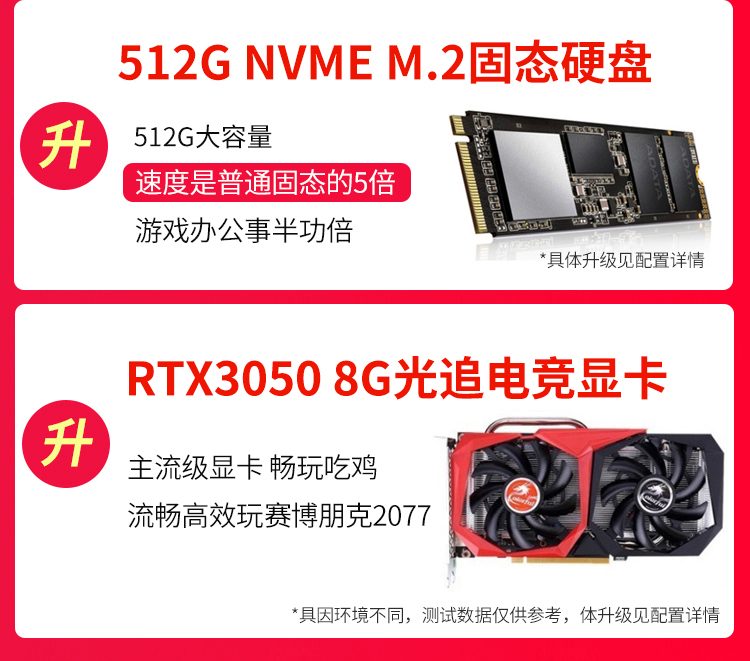 512G NVME M.2固态硬盘
升
512G大容量
速度是普通固态的5倍
游戏办公事半功倍
ADATA
ADATA
*具体升级见配置详情
RTX3050 8G光追电竞显卡
升
主流级显卡 畅玩吃鸡
流畅高效玩赛博朋克2077
Colorful
Colorful
*具因环境不同，测试数据仅供参考，体升级见配置详情